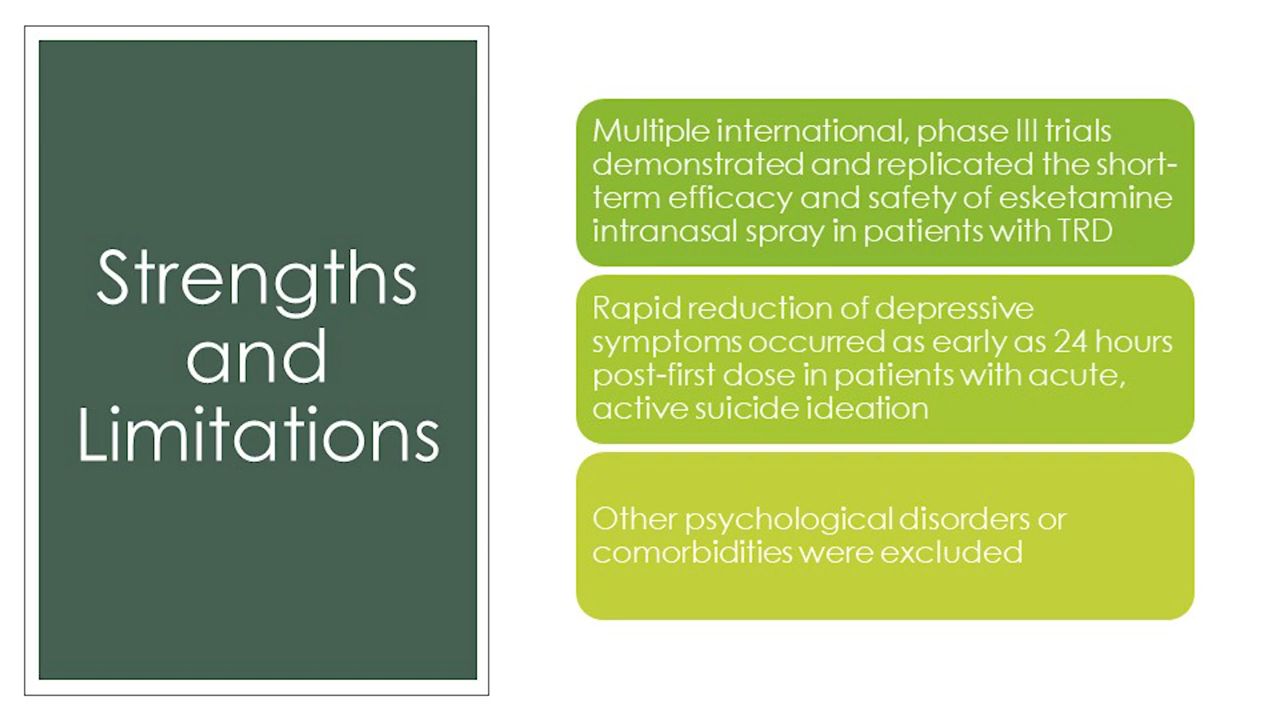 Strengths
and
Limitations
Multiple international, phase III trials
demonstrated and replicated the short-
term efficacy and safety of esketamine
intranasal spray in patients with TRD
Rapid reduction of depressive
symptoms occurred as early as 24 hours
post-first dose in patients with acute,
active suicide ideation
Other psychological disorders or
comorbidities were excluded